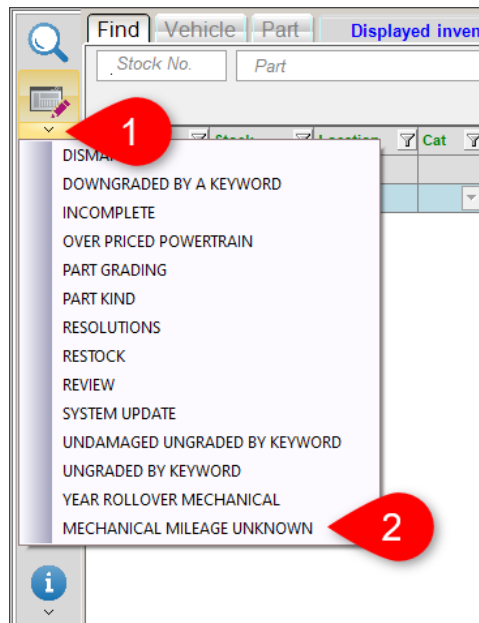 Find Vehicle Part Displayed inven
Stock No. Part
1
Stock Location Cat
DISMA
DOWNGRADED BY A KEYWORD
INCOMPLETE
OVER PRICED POWERTRAIN
PART GRADING
PART KIND
RESOLUTIONS
RESTOCK
REVIEW
SYSTEM UPDATE
UNDAMAGED UNGRADED BY KEYWORD
UNGRADED BY KEYWORD
YEAR ROLLOVER MECHANICAL
MECHANICAL MILEAGE UNKNOWN 2